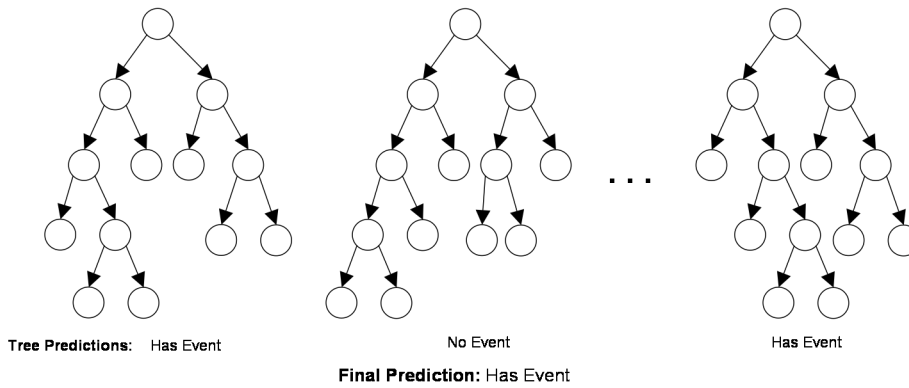 . . .
Tree Predictions: Has Event No Event Has Event
Final Prediction: Has Event